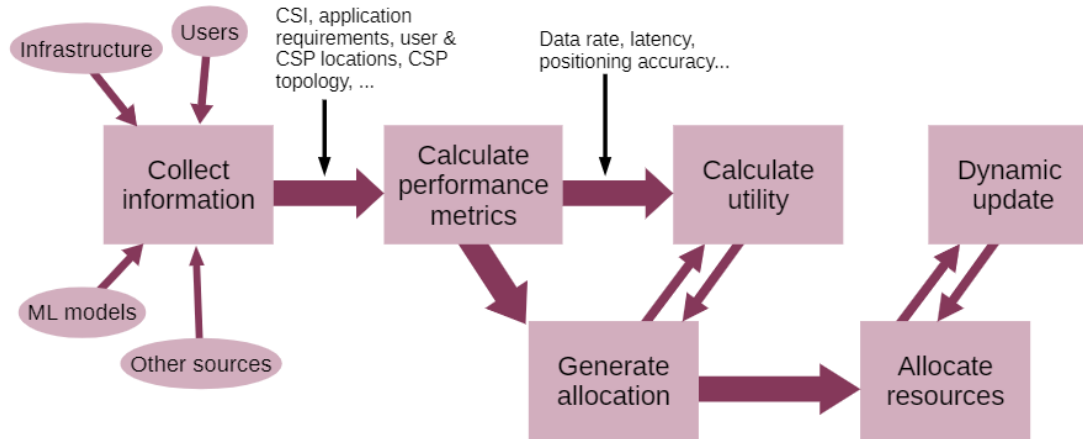 Infrastructure
Users
CSI, application
requirements, user &
CSP locations, CSP
topology, ...
Data rate, latency,
positioning accuracy...
Collect
information
Calculate
performance
metrics
Calculate
utility
Dynamic
update
ML models
Other sources
Generate
allocation
Allocate
resources